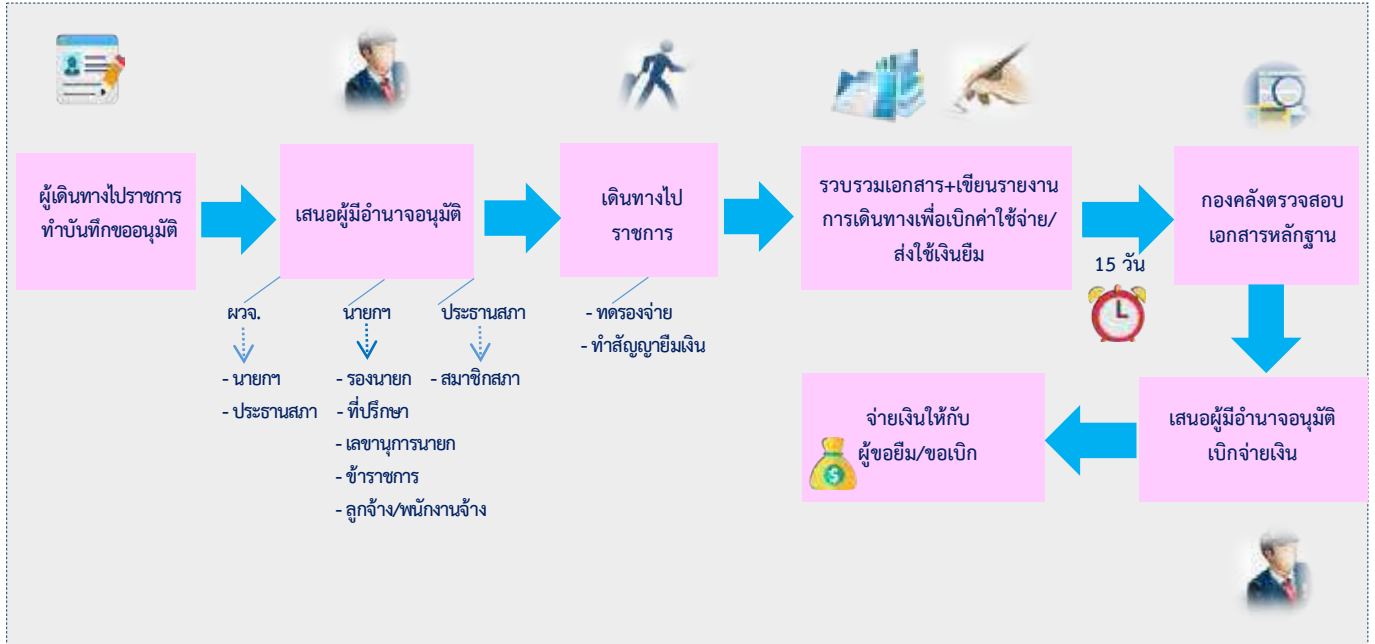 ผู้เดินทางไปราชการ
ทำบันทึกขออนุมัติ
เสนอผู้มีอำนาจอนุมัติ
เดินทางไป
ราชการ
รวบรวมเอกสาร+เขียนรายงาน
การเดินทางเพื่อเบิกค่าใช้จ่าย/
ส่งใช้เงินยืม
15 วัน
กองคลังตรวจสอบ
เอกสารหลักฐาน
ผวจ.
- นายกฯ
- ประธานสภา
นายกฯ
- รองนายก
- ที่ปรึกษา
- เลขานุการนายก
- ข้าราชการ
- ลูกจ้าง/พนักงานจ้าง
ประธานสภา
- สมาชิกสภา
- ทดรองจ่าย
- ทำสัญญายืมเงิน
เสนอผู้มีอำนาจอนุมัติ
เบิกจ่ายเงิน
จ่ายเงินให้กับ
ผู้ขอยืม/ขอเบิก